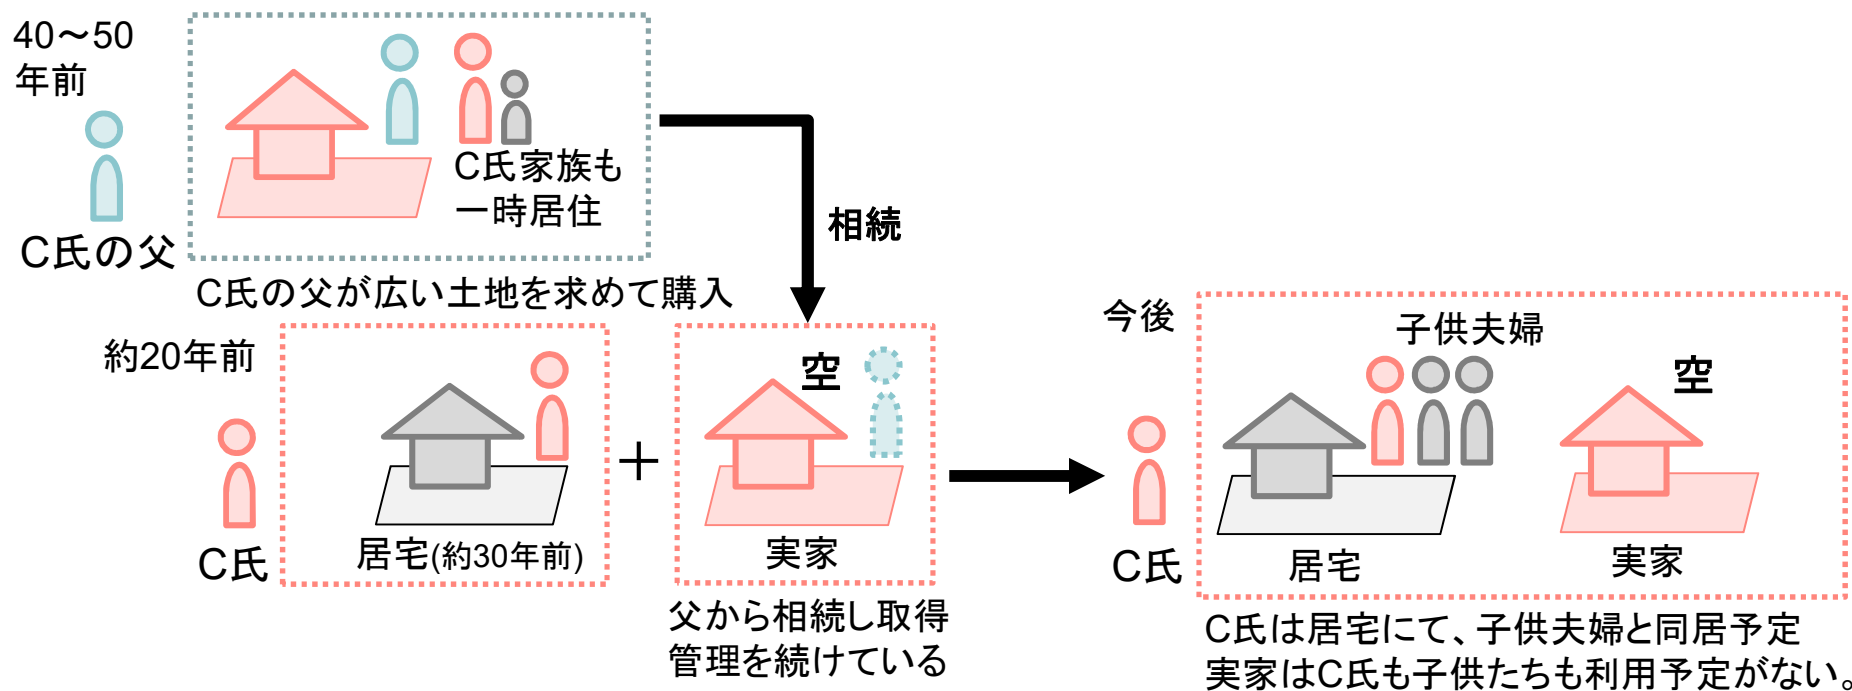 40～50
年前
C氏の父
C氏家族も
一時居住
C氏の父が広い土地を求めて購入
相続
約20年前
C氏
居宅(約30年前)
＋
空
実家
父から相続し取得
管理を続けている
今後
C氏
子供夫婦
空
居宅
実家
C氏は居宅にて、子供夫婦と同居予定
実家はC氏も子供たちも利用予定がない。